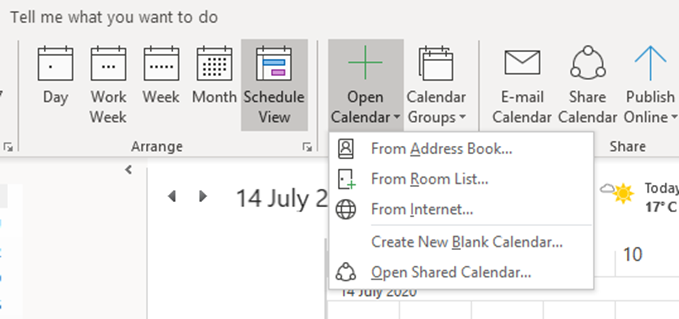 Tell me what you want to do
Day
Work
Week
Week
Month
Schedule
View
Open
Calendar
Calendar
Groups
E-mail
Calendar
Share
Calendar
Publish
Online
Arrange
Share
From Address Book...
From Room List...
From Internet...
Create New Blank Calendar...
Open Shared Calendar...
14 July 2
Today
17°C
10
14 July 2020